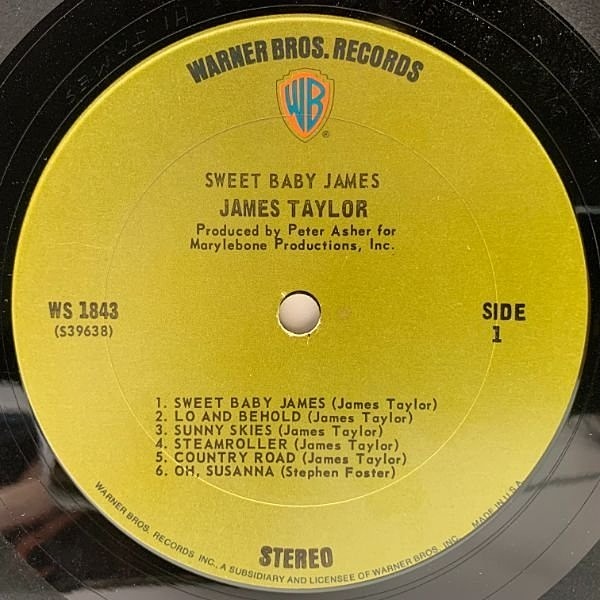 WARNER BROS. RECORDS
WB
®
SWEET BABY JAMES
JAMES TAYLOR
Produced by Peter Asher for
Marylebone Productions, Inc.
WS 1843
(S39638)
SIDE
1
1. SWEET BABY JAMES (James Taylor)
2. LO AND BEHOLD (James Taylor)
3. SUNNY SKIES (James Taylor)
4. STEAMROLLER (James Taylor)
5. COUNTRY ROAD (James Taylor)
6. OH, SUSANNA (Stephen Foster)
STEREO
WARNER BROS. RECORDS INC., A SUBSIDIARY AND LICENSEE OF WARNER BROS. INC. MADE IN U.S.A.